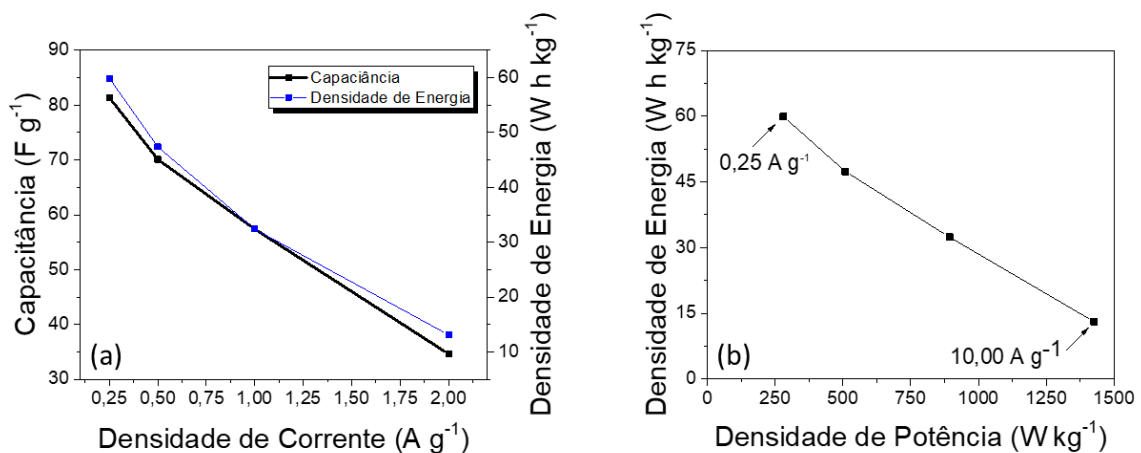 90
80
70
60
50
40
30
Capacitância (F g⁻¹)
Capaciância
Densidade de Energia
60
50
40
30
20
10
Densidade de Energia (W h kg⁻¹)
(a)
0,25 0,50 0,75 1,00 1,25 1,50 1,75 2,00
Densidade de Corrente (A g⁻¹)
75
60
45
30
15
0
Densidade de Energia (W h kg⁻¹)
0,25 A g⁻¹
10,00 A g⁻¹
(b)
0 250 500 750 1000 1250 1500
Densidade de Potência (W kg⁻¹)